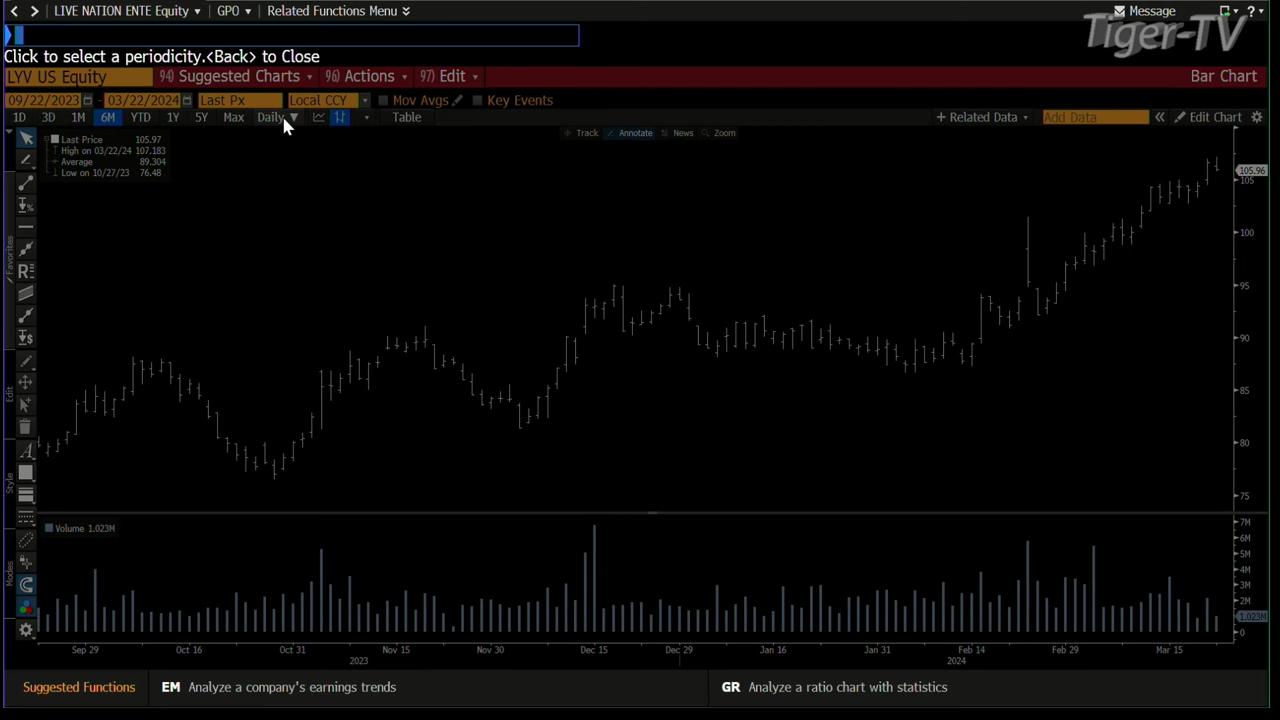 LIVE NATION ENTE Equity GPO Related Functions Menu Message ?
Tiger-TV
Click to select a periodicity.<Back> to Close
LYV US Equity 94) Suggested Charts 96) Actions 97) Edit Bar Chart
09/22/2023 - 03/22/2024 Last Px Local CCY Mov Avgs Key Events
1D 3D 1M 6M YTD 1Y 5Y Max Daily Table + Related Data Add Data « Edit Chart
Track Annotate News Zoom
Last Price 105.97
High on 03/22/24 107.183
Average 89.304
Low on 10/27/23 76.48
105.96
105
100
95
90
85
80
75
Favorites
Edit
Style
Modes
Volume 1.023M
7M
6M
5M
4M
3M
2M
1.023M
0
Sep 29 Oct 16 Oct 31 Nov 15 Nov 30 Dec 15 Dec 29 Jan 16 Jan 31 Feb 14 Feb 29 Mar 15
2023 2024
Suggested Functions EM Analyze a company's earnings trends GR Analyze a ratio chart with statistics